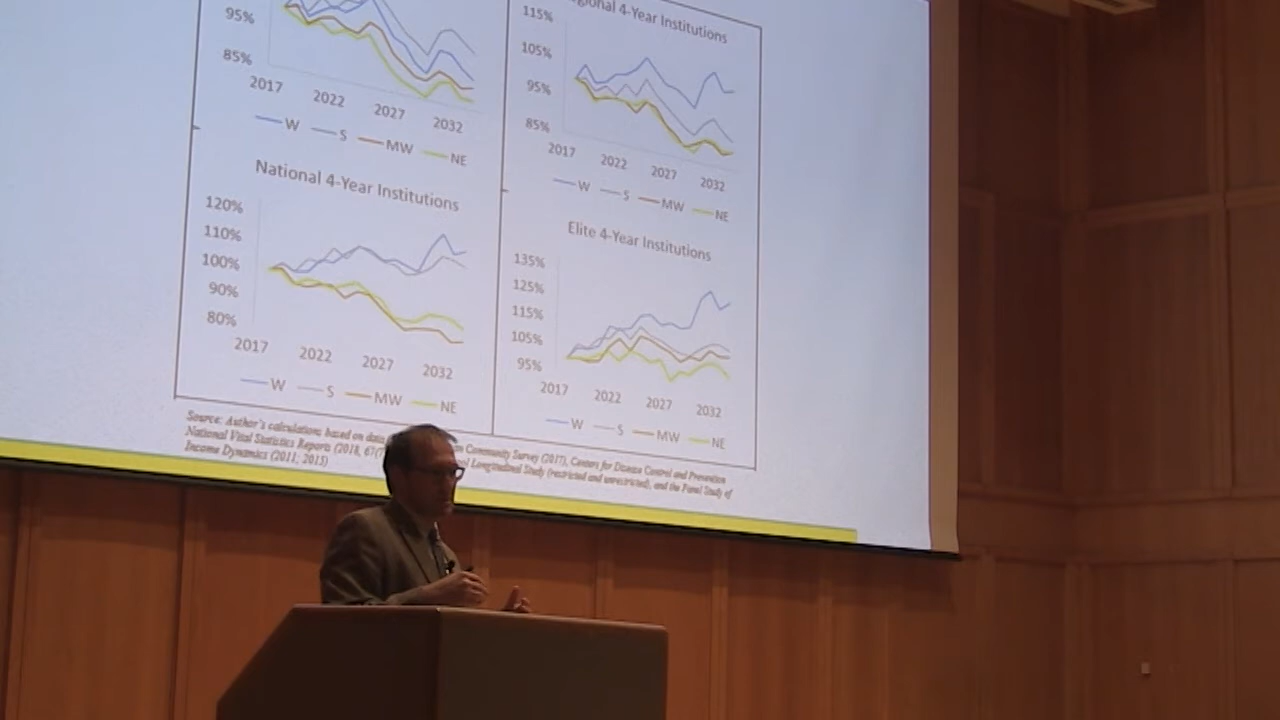 95%
85%
2017 2022 2027 2032
W S MW NE
4-Year Institutions
115%
105%
95%
85%
2017 2022 2027 2032
W S MW NE
National 4-Year Institutions
120%
110%
100%
90%
80%
2017 2022 2027 2032
W S MW NE
Elite 4-Year Institutions
135%
125%
115%
105%
95%
2017 2022 2027 2032
W S MW NE
Source: Author's calculations based on data Community Survey (2017), Centers for Disease Control and Prevention
National Vital Statistics Reports (2018, Longitudinal Study (restricted and unrestricted), and the Panel Study of
Income Dynamics (2011; 2015)